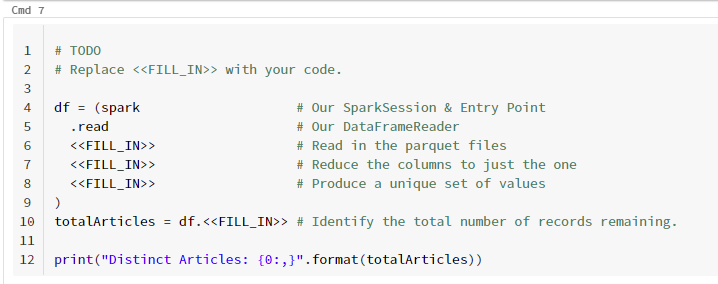 Cmd 7
1 # TODO
2 # Replace <<FILL_IN>> with your code.
3
4 df = (spark # Our SparkSession & Entry Point
5 .read # Our DataFrameReader
6 <<FILL_IN>> # Read in the parquet files
7 <<FILL_IN>> # Reduce the columns to just the one
8 <<FILL_IN>> # Produce a unique set of values
9 )
10 totalArticles = df.<<FILL_IN>> # Identify the total number of records remaining.
11
12 print("Distinct Articles: {0:,}".format(totalArticles))